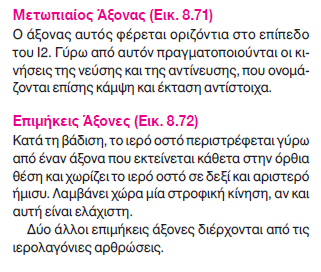 Μετωπιαίος Άξονας (Εικ. 8.71)
Ο άξονας αυτός φέρεται οριζόντια στο επίπεδο
του Ι2. Γύρω από αυτόν πραγματοποιούνται οι κι-
νήσεις της νεύσης και της αντίνευσης, που ονομά-
ζονται επίσης κάμψη και έκταση αντίστοιχα.
Επιμήκεις Άξονες (Εικ. 8.72)
Κατά τη βάδιση, το ιερό οστό περιστρέφεται γύρω
από έναν άξονα που εκτείνεται κάθετα στην όρθια
θέση και χωρίζει το ιερό οστό σε δεξί και αριστερό
ήμισυ. Λαμβάνει χώρα μία στροφική κίνηση, αν και
αυτή είναι ελάχιστη.
Δύο άλλοι επιμήκεις άξονες διέρχονται από τις
ιερολαγόνιες αρθρώσεις.